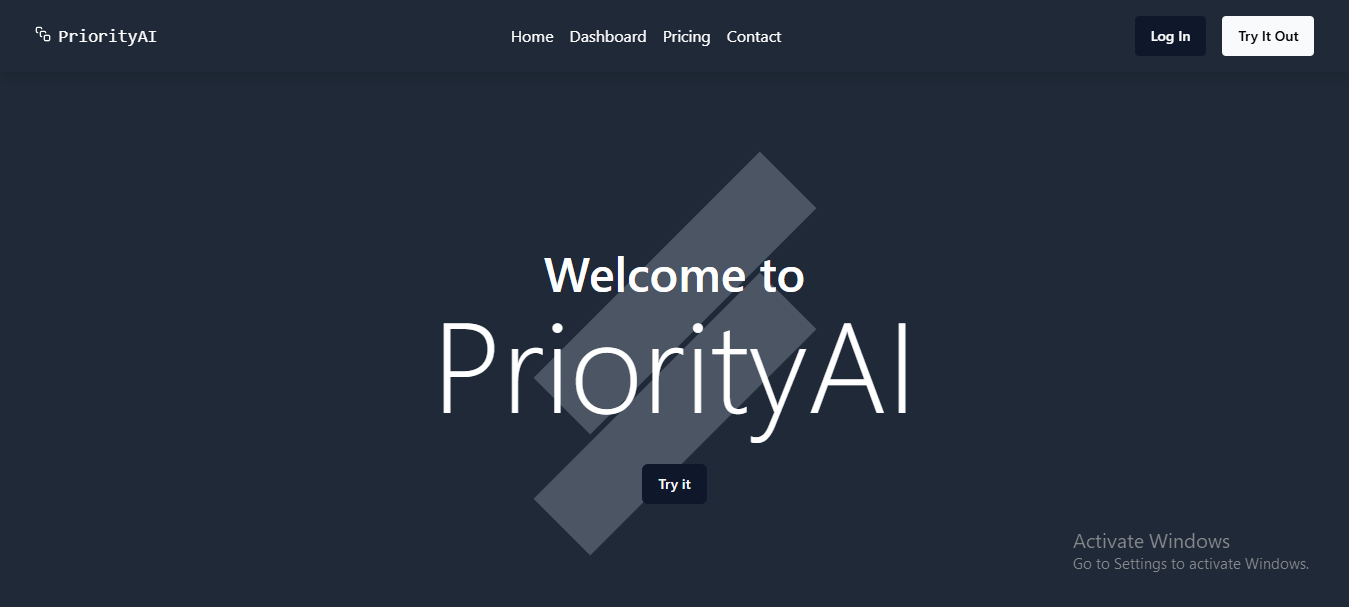 PriorityAI
Home Dashboard Pricing Contact
Log In
Try It Out
Welcome to
PriorityAI
Try it
Activate Windows
Go to Settings to activate Windows.